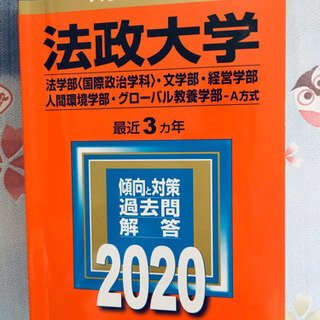 法政大学
法学部〈国際政治学科〉・文学部・経営学部
人間環境学部・グローバル教養学部－A方式
最近3カ年
傾向と対策
過去問
解答
2020